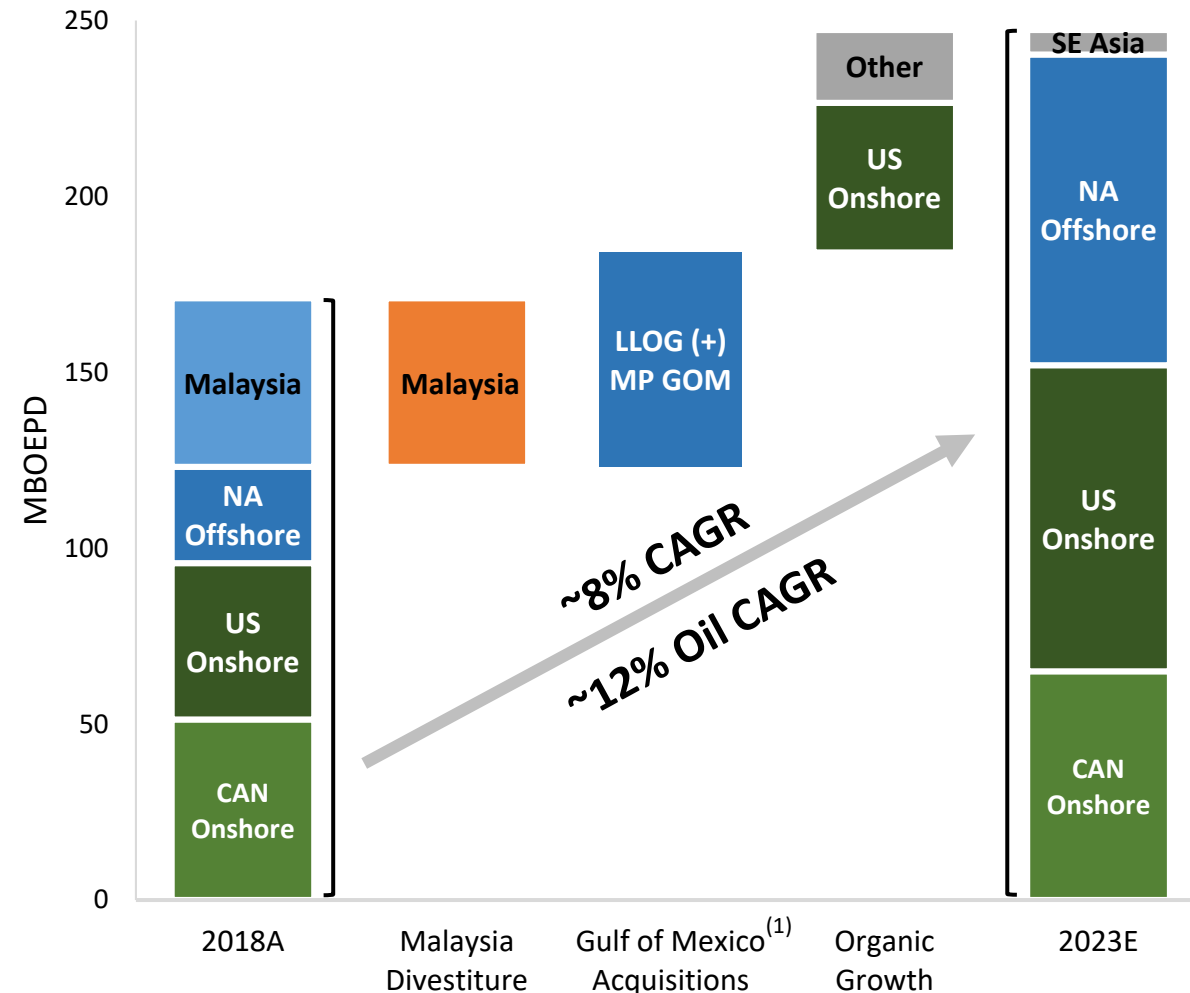 250
200
150
100
50
0
MBOEPD
Malaysia
NA
Offshore
US
Onshore
CAN
Onshore
Malaysia
LLOG (+)
MP GOM
Other
US
Onshore
SE Asia
NA
Offshore
US
Onshore
CAN
Onshore
~8% CAGR
~12% Oil CAGR
2018A
Malaysia
Divestiture
Gulf of Mexico(1)
Acquisitions
Organic
Growth
2023E